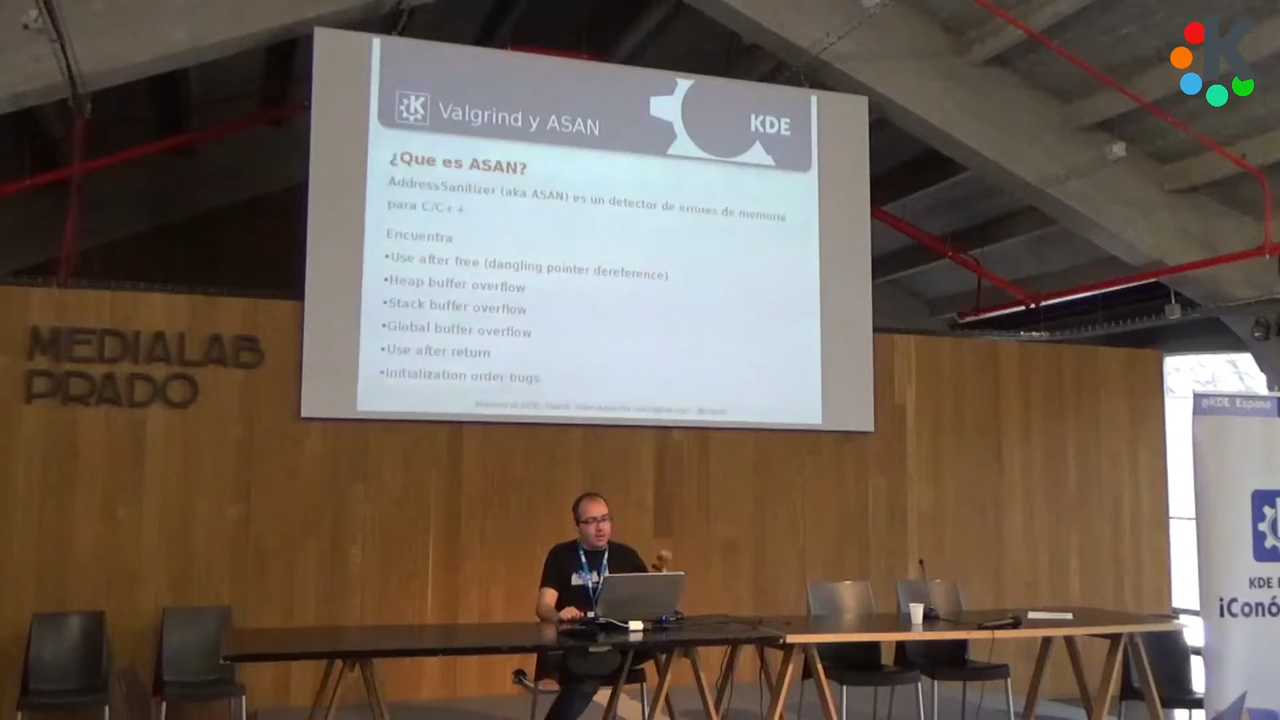 Valgrind y ASAN
KDE
¿Que es ASAN?
AddressSanitizer (aka ASAN) es un detector de errores de memoria
para C/C++
Encuentra
•Use after free (dangling pointer dereference)
•Heap buffer overflow
•Stack buffer overflow
•Global buffer overflow
•Use after return
•Initialization order bugs
MEDIALAB
PRADO
@KDE_Espana
KDE
¡Conó
K